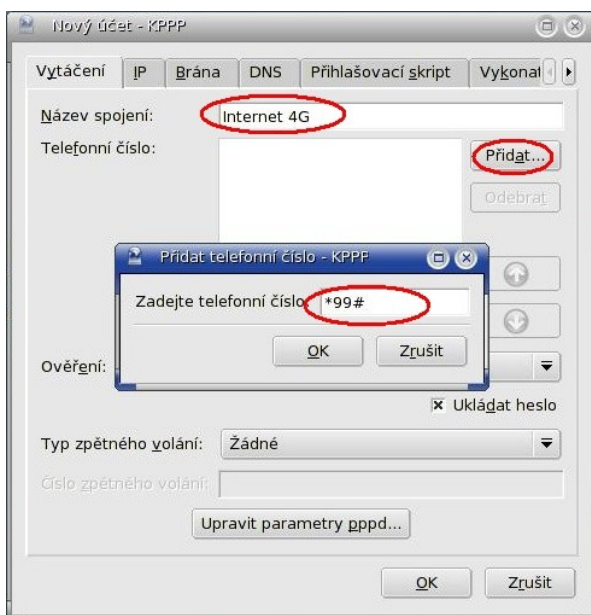 Nový účet - KPPP
Vytáčení IP Brána DNS Přihlašovací skript Vykonat
Název spojení: Internet 4G
Telefonní číslo: Přidat...
Odebrat
Přidat telefonní číslo - KPPP
Zadejte telefonní číslo: *99#
OK Zrušit
Ověření:
Ukládat heslo
Typ zpětného volání: Žádné
Číslo zpětného volání:
Upravit parametry pppd...
OK Zrušit